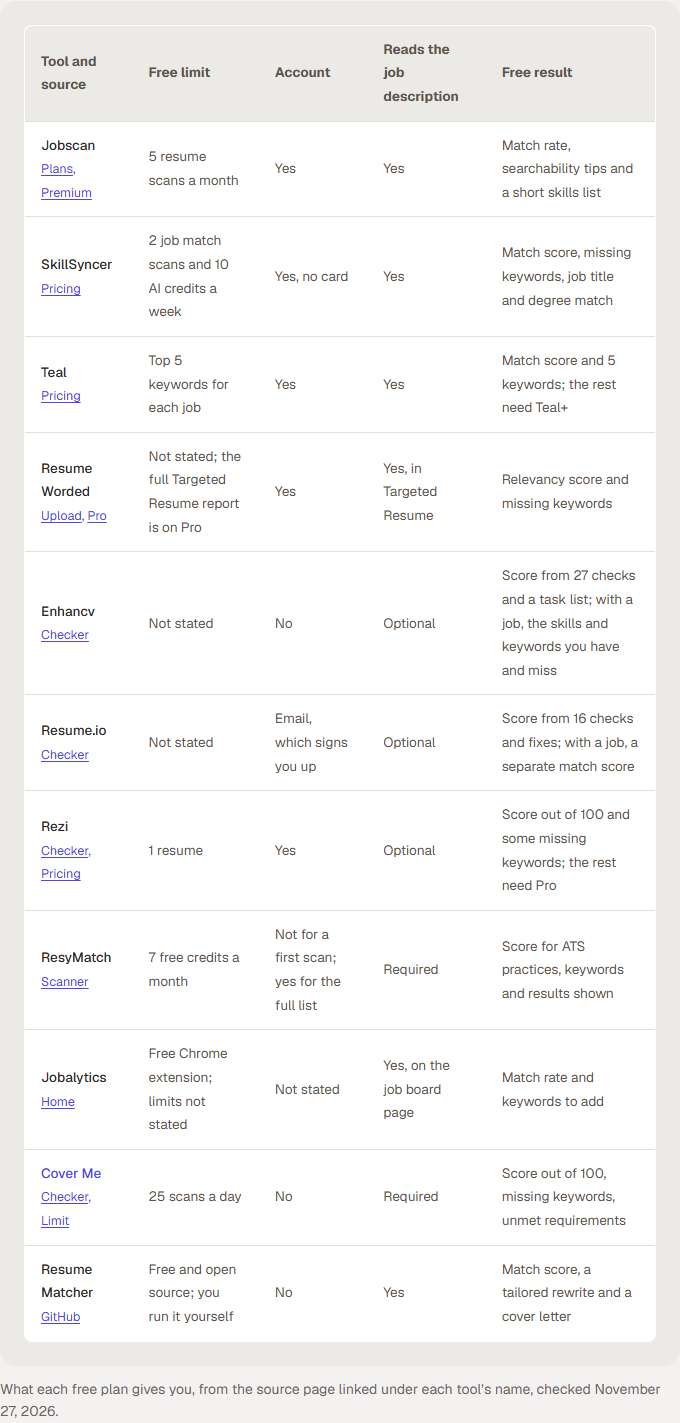 Tool and
source
Free limit
Account
Reads the
job
description
Free result
Jobscan
Plans,
Premium
5 resume
scans a month
Yes
Yes
Match rate,
searchability tips and
a short skills list
SkillSyncer
Pricing
2 job match
scans and 10
AI credits a
week
Yes, no card
Yes
Match score, missing
keywords, job title
and degree match
Teal
Pricing
Top 5
keywords for
each job
Yes
Yes
Match score and 5
keywords; the rest
need Teal+
Resume
Worded
Upload, Pro
Not stated; the
full Targeted
Resume report
is on Pro
Yes
Yes, in
Targeted
Resume
Relevancy score and
missing keywords
Enhancv
Checker
Not stated
No
Optional
Score from 27 checks
and a task list; with a
job, the skills and
keywords you have
and miss
Resume.io
Checker
Not stated
Email,
which signs
you up
Optional
Score from 16 checks
and fixes; with a job, a
separate match score
Rezi
Checker,
Pricing
1 resume
Yes
Optional
Score out of 100 and
some missing
keywords; the rest
need Pro
ResyMatch
Scanner
7 free credits a
month
Not for a
first scan;
yes for the
full list
Required
Score for ATS
practices, keywords
and results shown
Jobalytics
Home
Free Chrome
extension;
limits not
stated
Not stated
Yes, on the
job board
page
Match rate and
keywords to add
Cover Me
Checker,
Limit
25 scans a day
No
Required
Score out of 100,
missing keywords,
unmet requirements
Resume
Matcher
GitHub
Free and open
source; you
run it yourself
No
Yes
Match score, a
tailored rewrite and a
cover letter
What each free plan gives you, from the source page linked under each tool's name, checked November
27, 2026.